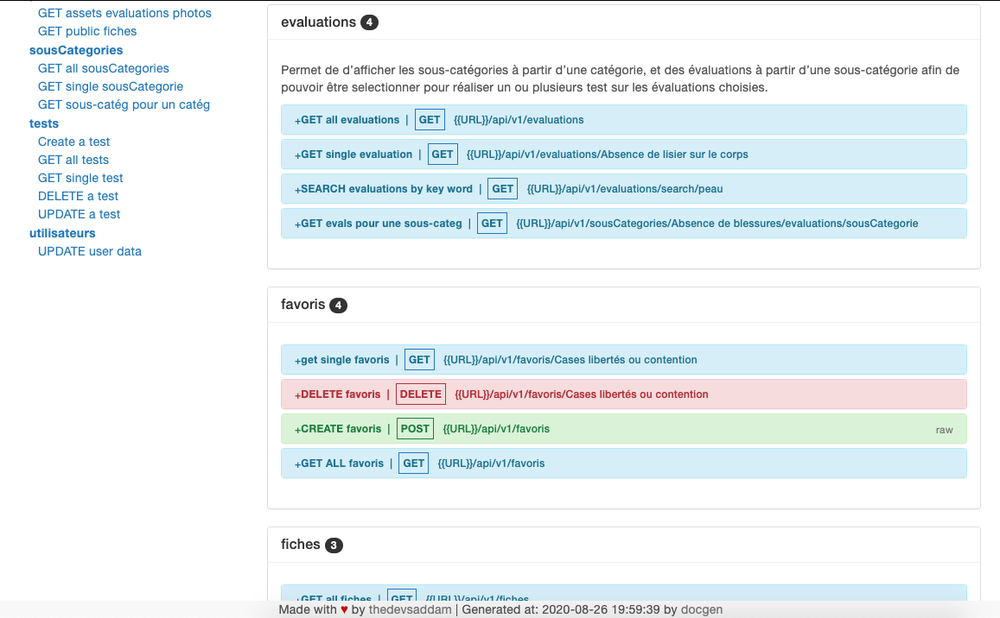 GET assets evaluations photos
GET public fiches
sousCategories
GET all sousCategories
GET single sousCategorie
GET sous-catég pour un catég
tests
Create a test
GET all tests
GET single test
DELETE a test
UPDATE a test
utilisateurs
UPDATE user data
evaluations 4
Permet de d’afficher les sous-catégories à partir d’une catégorie, et des évaluations à partir d’une sous-catégorie afin de
pouvoir être selectionner pour réaliser un ou plusieurs test sur les évaluations choisies.
+GET all evaluations | GET {{URL}}/api/v1/evaluations
+GET single evaluation | GET {{URL}}/api/v1/evaluations/Absence de lisier sur le corps
+SEARCH evaluations by key word | GET {{URL}}/api/v1/evaluations/search/peau
+GET evals pour une sous-categ | GET {{URL}}/api/v1/sousCategories/Absence de blessures/evaluations/sousCategorie
favoris 4
+get single favoris | GET {{URL}}/api/v1/favoris/Cases libertés ou contention
+DELETE favoris | DELETE {{URL}}/api/v1/favoris/Cases libertés ou contention
+CREATE favoris | POST {{URL}}/api/v1/favoris raw
+GET ALL favoris | GET {{URL}}/api/v1/favoris
fiches 3
+GET all fiches | GET {{URL}}/api/v1/fiches
Made with ♥ by thedevsaddam | Generated at: 2020-08-26 19:59:39 by docgen